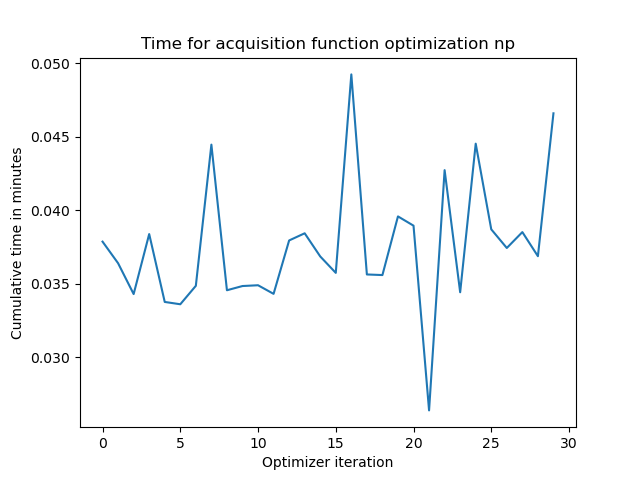 Time for acquisition function optimization np
0.050
0.045
0.040
0.035
0.030
Cumulative time in minutes
0 5 10 15 20 25 30
Optimizer iteration